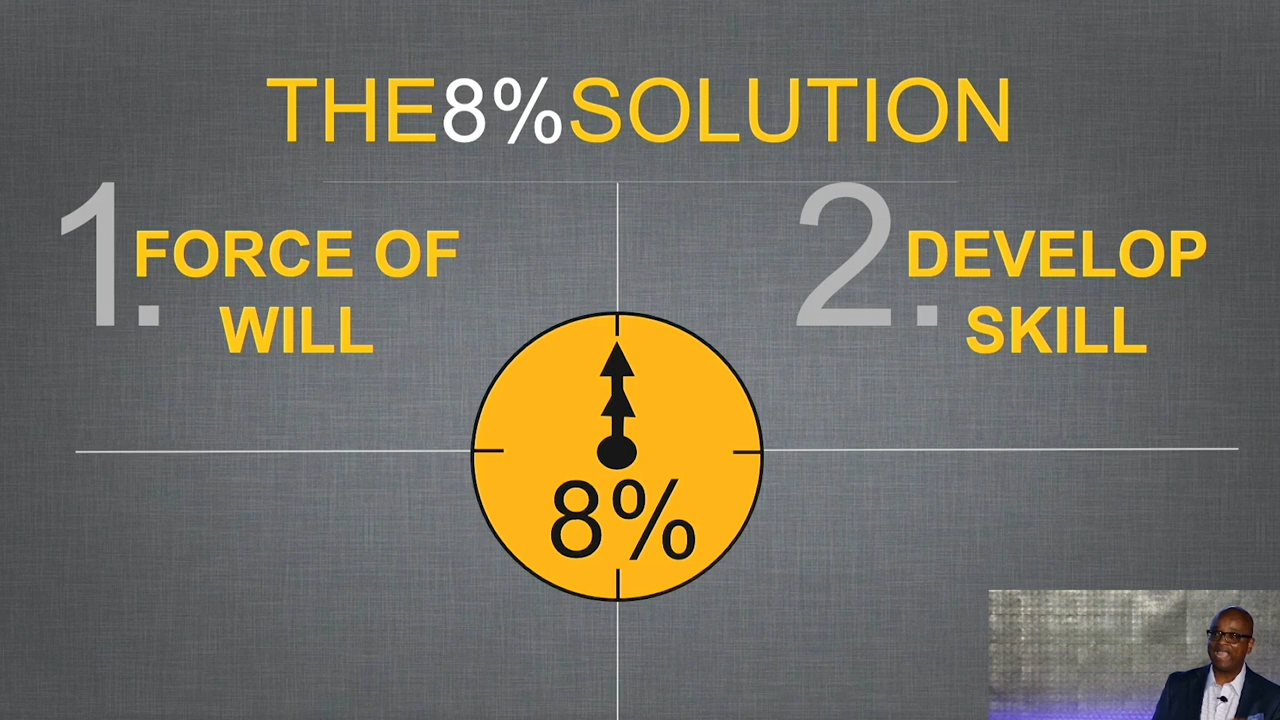 THE8%SOLUTION
1. FORCE OF
WILL
2. DEVELOP
SKILL
8%